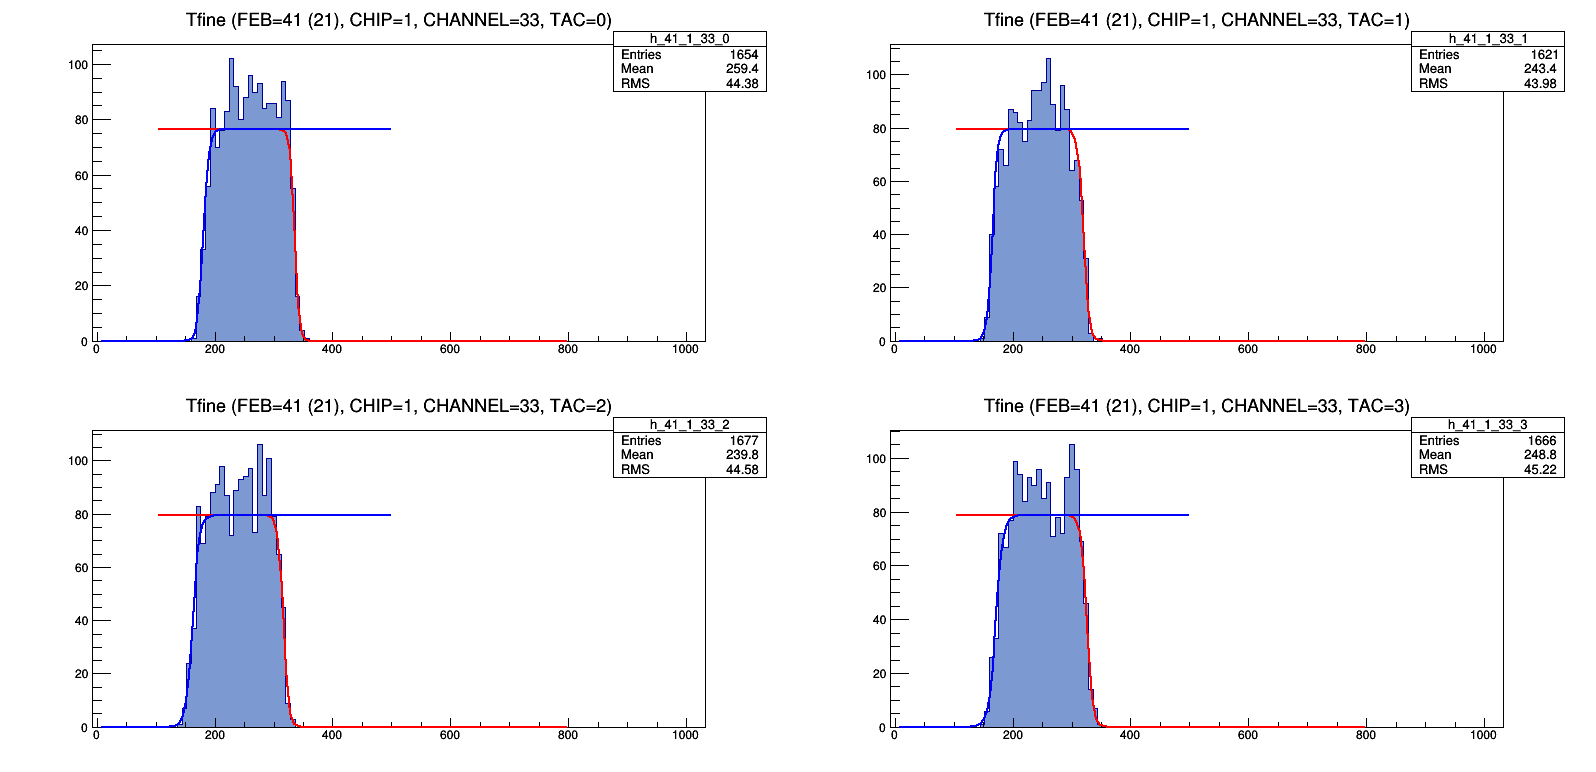 Tfine (FEB=41 (21), CHIP=1, CHANNEL=33, TAC=0)
h_41_1_33_0
Entries 1654
Mean 259.4
RMS 44.38
100
80
60
40
20
0
0 200 400 600 800 1000
Tfine (FEB=41 (21), CHIP=1, CHANNEL=33, TAC=1)
h_41_1_33_1
Entries 1621
Mean 243.4
RMS 43.98
100
80
60
40
20
0
0 200 400 600 800 1000
Tfine (FEB=41 (21), CHIP=1, CHANNEL=33, TAC=2)
h_41_1_33_2
Entries 1677
Mean 239.8
RMS 44.58
100
80
60
40
20
0
0 200 400 600 800 1000
Tfine (FEB=41 (21), CHIP=1, CHANNEL=33, TAC=3)
h_41_1_33_3
Entries 1666
Mean 248.8
RMS 45.22
100
80
60
40
20
0
0 200 400 600 800 1000